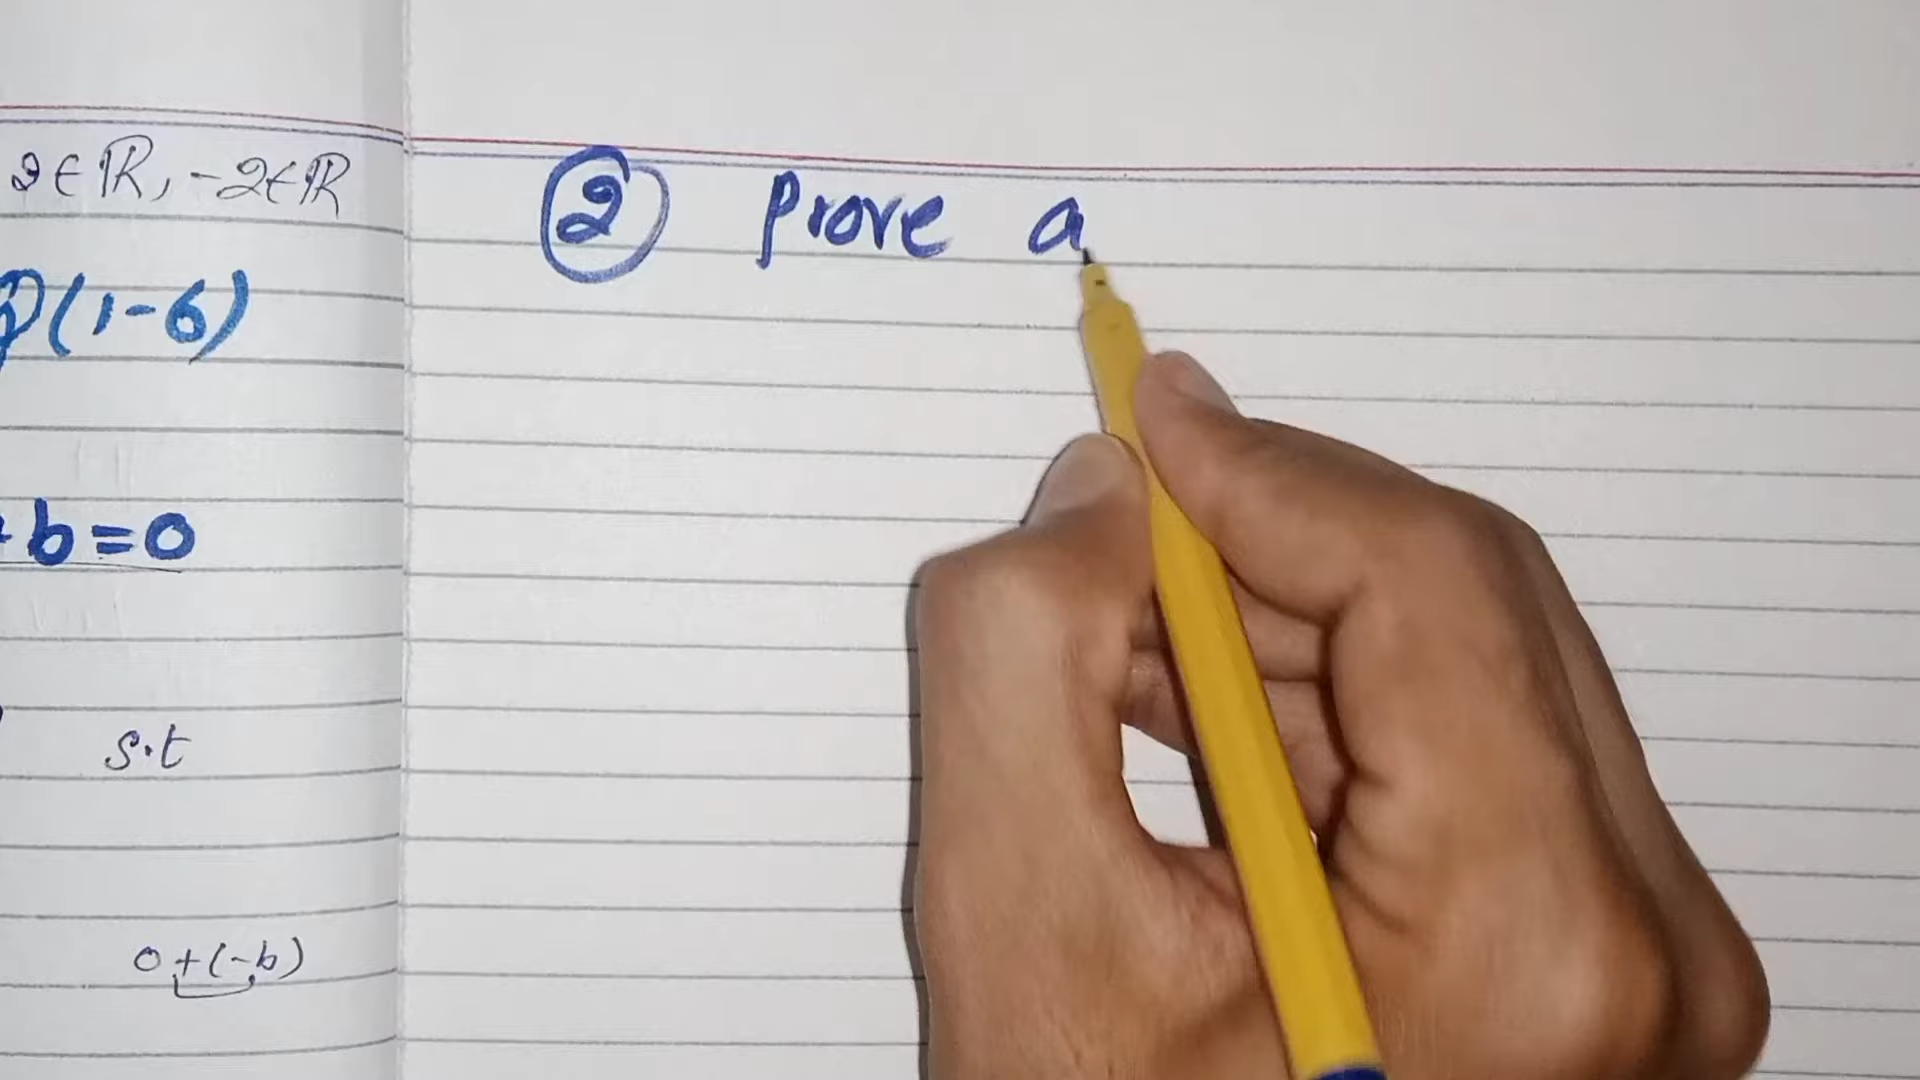 2∈ℝ, -2∈ℝ
(1-6)
b=0
s.t
0+(-b)
② Prove a